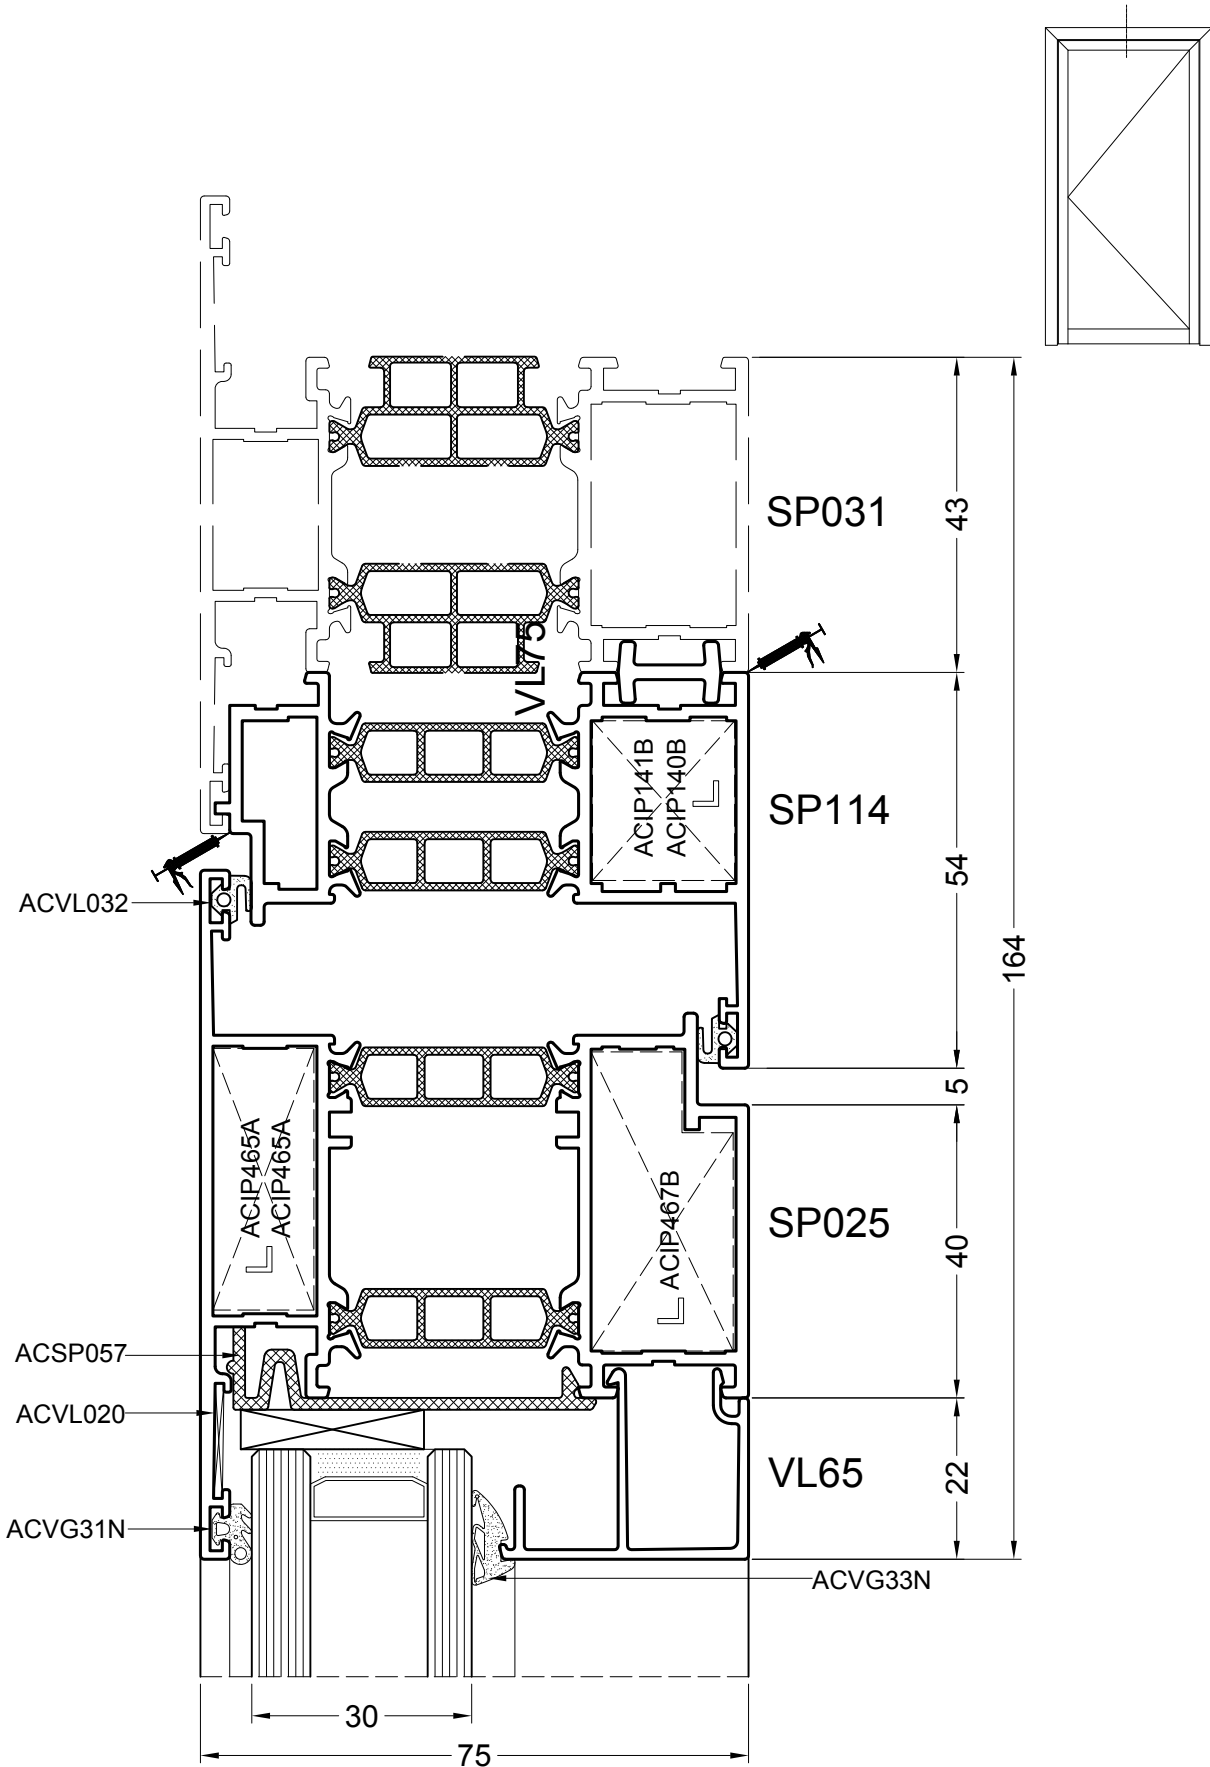 SP031
43
VL75
ACIP141B
ACIP140B
SP114
54
ACVL032
164
5
ACIP465A
ACIP465A
ACIP467B
SP025
40
ACSP057
ACVL020
VL65
22
ACVG31N
ACVG33N
30
75